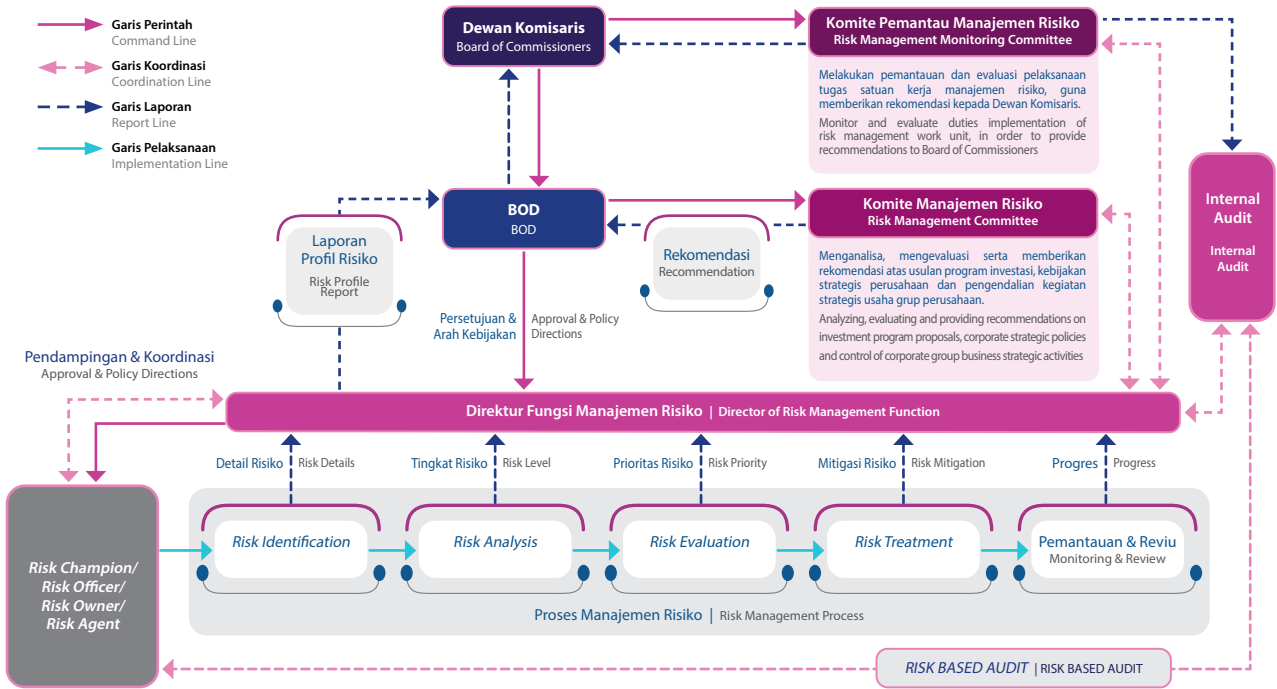 Garis Perintah
Command Line
Garis Koordinasi
Coordination Line
Garis Laporan
Report Line
Garis Pelaksanaan
Implementation Line
Dewan Komisaris
Board of Commissioners
Komite Pemantau Manajemen Risiko
Risk Management Monitoring Committee
Melakukan pemantauan dan evaluasi pelaksanaan
tugas satuan kerja manajemen risiko, guna
memberikan rekomendasi kepada Dewan Komisaris.
Monitor and evaluate duties implementation of
risk management work unit, in order to provide
recommendations to Board of Commissioners
Internal
Audit
Internal
Audit
BOD
BOD
Komite Manajemen Risiko
Risk Management Committee
Menganalisa, mengevaluasi serta memberikan
rekomendasi atas usulan program investasi, kebijakan
strategis perusahaan dan pengendalian kegiatan
strategis usaha grup perusahaan.
Analyzing, evaluating and providing recommendations on
investment program proposals, corporate strategic policies
and control of corporate group business strategic activities
Laporan
Profil Risiko
Risk Profile
Report
Rekomendasi
Recommendation
Persetujuan &
Arah Kebijakan
Approval & Policy
Directions
Pendampingan & Koordinasi
Approval & Policy Directions
Direktur Fungsi Manajemen Risiko | Director of Risk Management Function
Detail Risiko | Risk Details
Tingkat Risiko | Risk Level
Prioritas Risiko | Risk Priority
Mitigasi Risiko | Risk Mitigation
Progres | Progress
Risk Champion/
Risk Officer/
Risk Owner/
Risk Agent
Risk Identification
Risk Analysis
Risk Evaluation
Risk Treatment
Pemantauan & Reviu
Monitoring & Review
Proses Manajemen Risiko | Risk Management Process
RISK BASED AUDIT | RISK BASED AUDIT